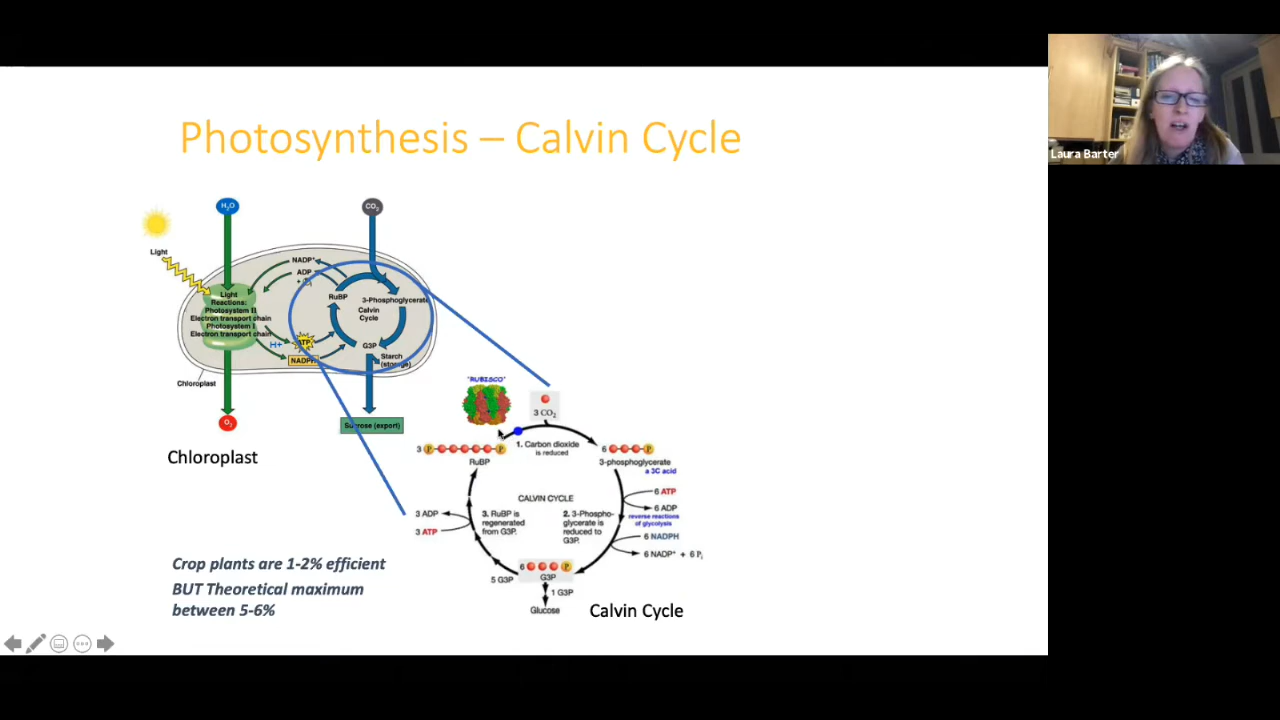 Photosynthesis – Calvin Cycle
Laura Barter
H₂O
CO₂
Light
NADP⁺
ADP
+ Pᵢ
Light
Reactions:
Photosystem II
Electron transport chain
Photosystem I
Electron transport chain
RuBP
3-Phosphoglycerate
Calvin
Cycle
H+
ATP
NADPH
G3P
Starch
(storage)
Chloroplast
O₂
Sucrose (export)
Chloroplast
"RUBISCO"
3 CO₂
3 P P
RuBP
1. Carbon dioxide
is reduced
6 P
3-phosphoglycerate
a 3C acid
6 ATP
6 ADP
reverse reactions
of glycolysis
6 NADPH
6 NADP⁺ + 6 Pᵢ
CALVIN CYCLE
3 ADP
3 ATP
3. RuBP is
regenerated
from G3P.
2. 3-Phospho-
glycerate is
reduced to
G3P.
6 P
G3P
5 G3P
1 G3P
Glucose
Calvin Cycle
Crop plants are 1-2% efficient
BUT Theoretical maximum
between 5-6%